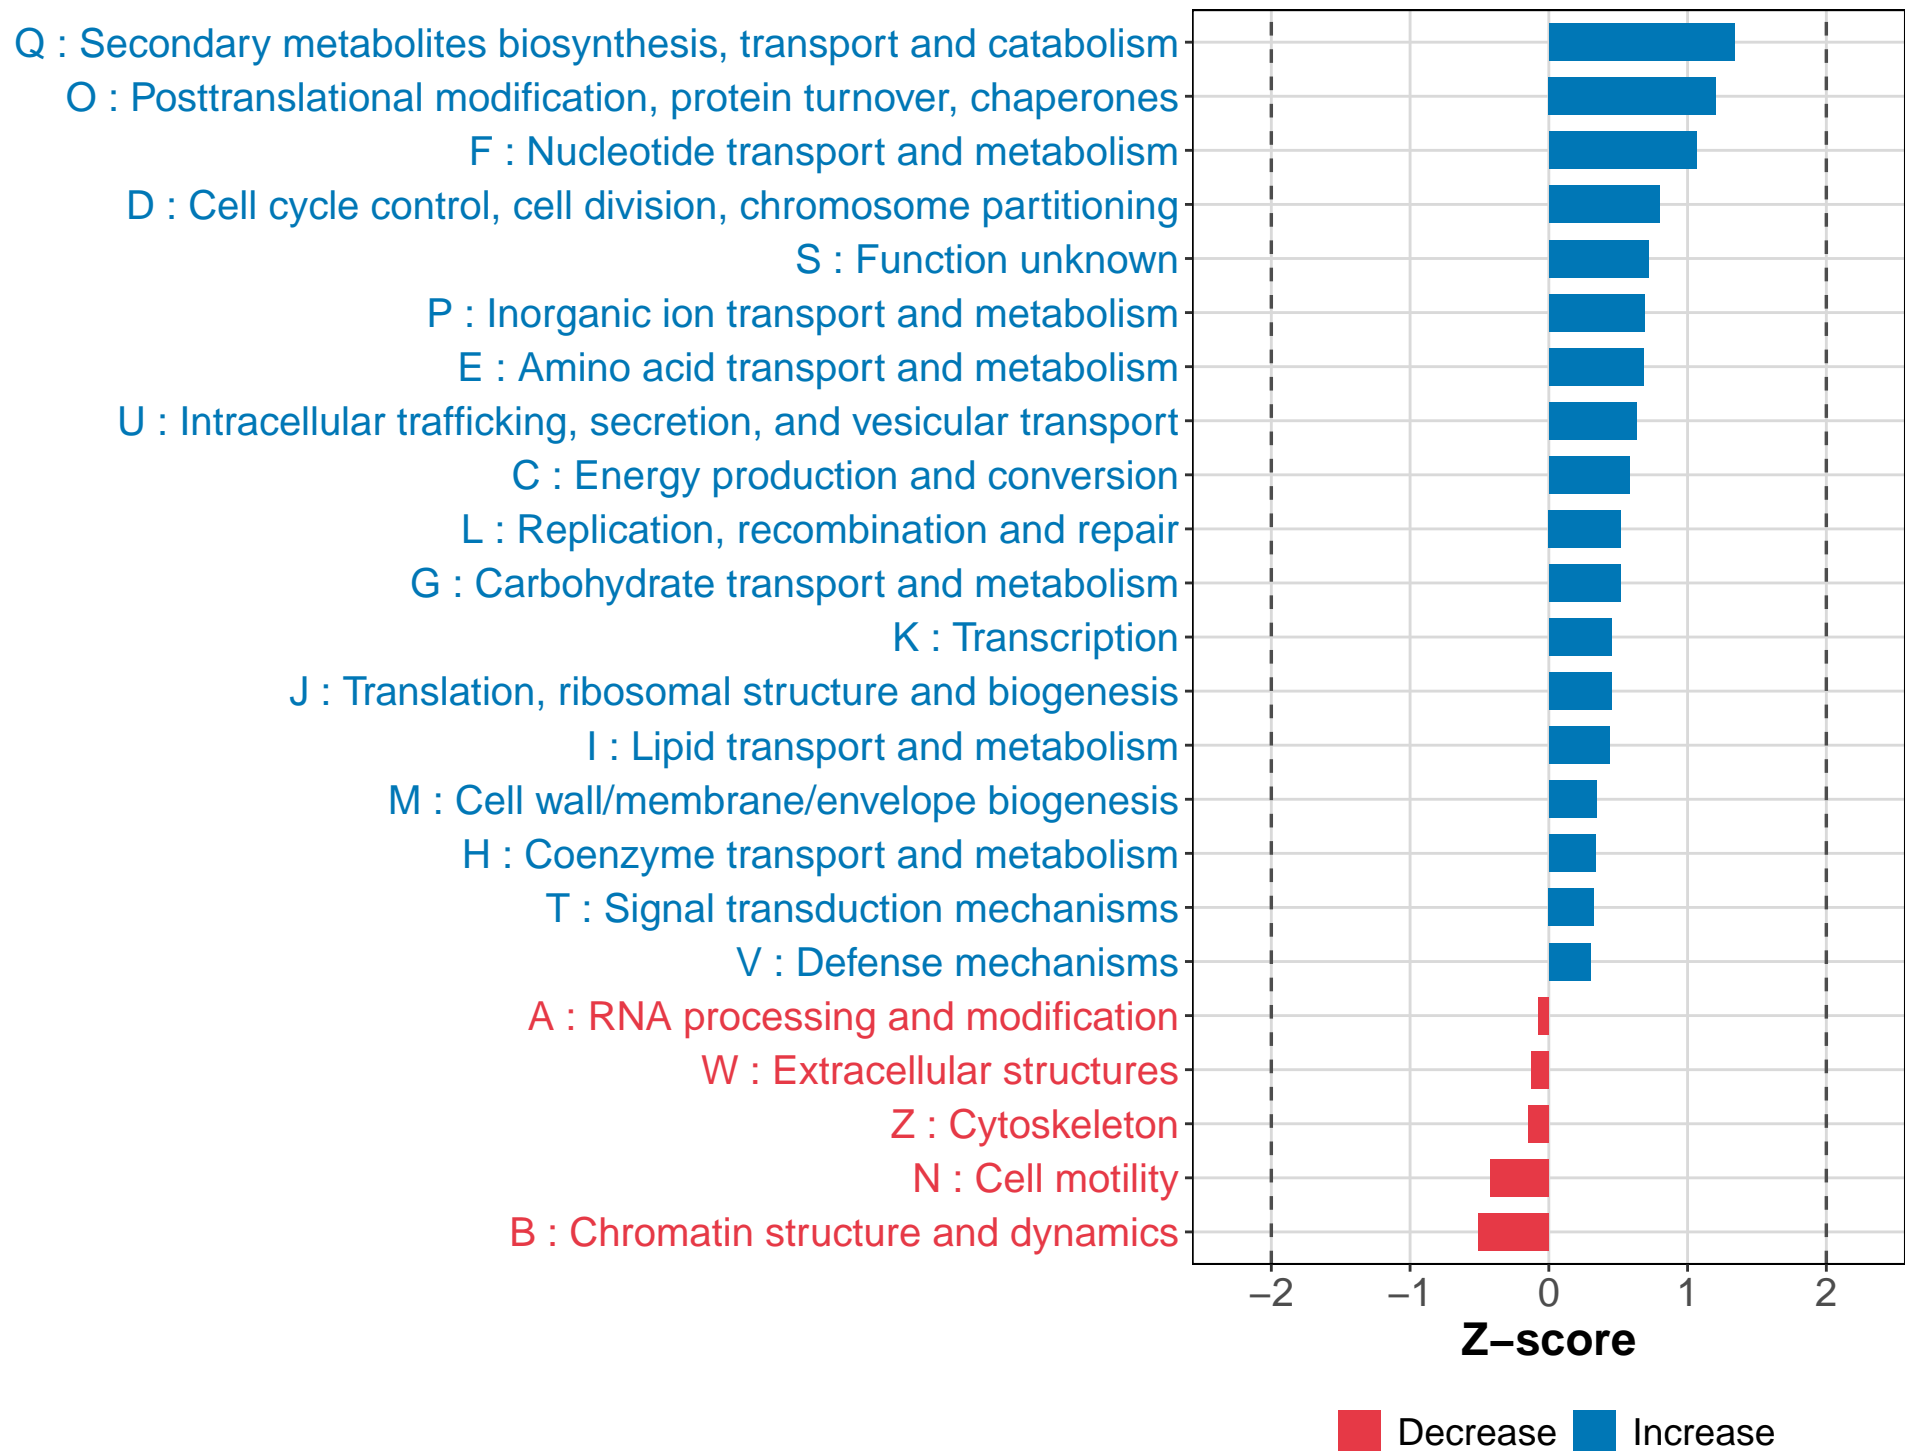 Q : Secondary metabolites biosynthesis, transport and catabolism
O : Posttranslational modification, protein turnover, chaperones
F : Nucleotide transport and metabolism
D : Cell cycle control, cell division, chromosome partitioning
S : Function unknown
P : Inorganic ion transport and metabolism
E : Amino acid transport and metabolism
U : Intracellular trafficking, secretion, and vesicular transport
C : Energy production and conversion
L : Replication, recombination and repair
G : Carbohydrate transport and metabolism
K : Transcription
J : Translation, ribosomal structure and biogenesis
I : Lipid transport and metabolism
M : Cell wall/membrane/envelope biogenesis
H : Coenzyme transport and metabolism
T : Signal transduction mechanisms
V : Defense mechanisms
A : RNA processing and modification
W : Extracellular structures
Z : Cytoskeleton
N : Cell motility
B : Chromatin structure and dynamics
−2 −1 0 1 2
Z−score
Decrease Increase